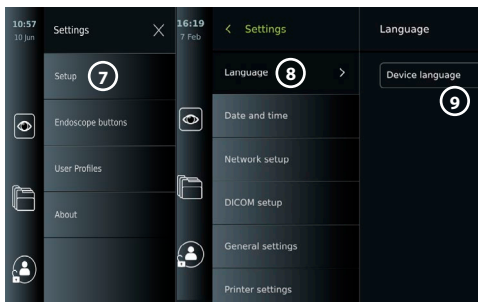 10:57
10 Jun
Settings
Setup
7
Endoscope buttons
User Profiles
About
16:19
7 Feb
Settings
Language
8
Date and time
Network setup
DICOM setup
General settings
Printer settings
Language
Device language
9